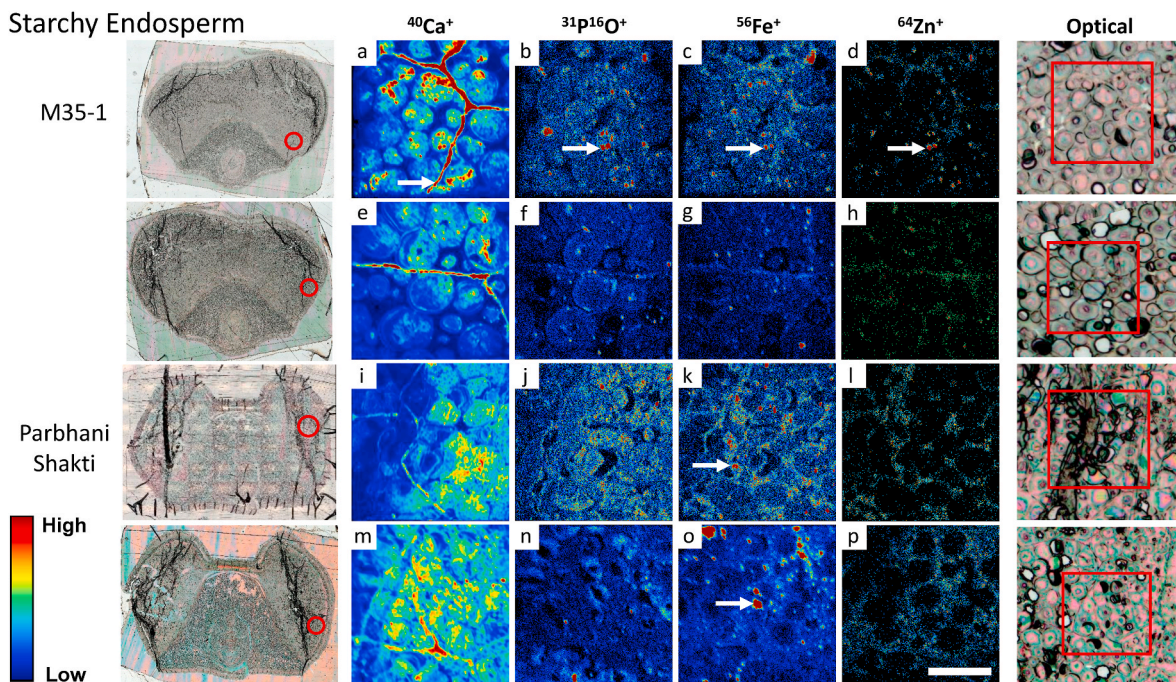 Starchy Endosperm
⁴⁰Ca⁺ ³¹P¹⁶O⁺ ⁵⁶Fe⁺ ⁶⁴Zn⁺ Optical
M35-1
a b c d
e f g h
Parbhani
Shakti
i j k l
High
m n o p
Low